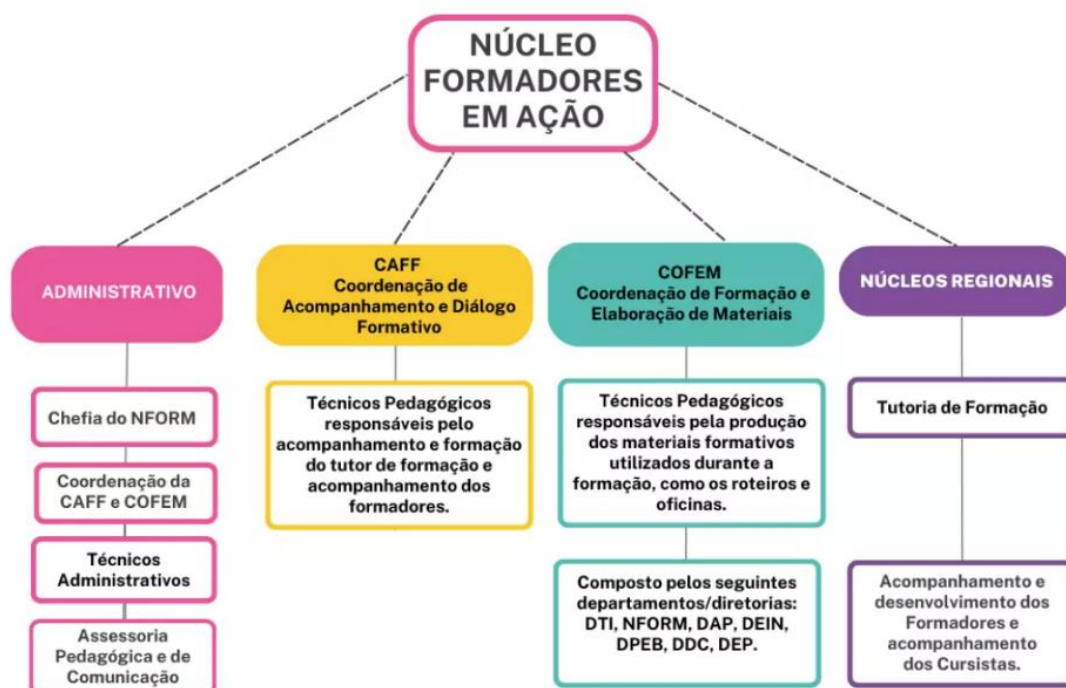 NÚCLEO
FORMADORES
EM AÇÃO
ADMINISTRATIVO
Chefia do NFORM
Coordenação da
CAFF e COFEM
Técnicos
Administrativos
Assessoria
Pedagógica e de
Comunicação
CAFF
Coordenação de
Acompanhamento e Diálogo
Formativo
Técnicos Pedagógicos
responsáveis pelo
acompanhamento e formação
do tutor de formação e
acompanhamento dos
formadores.
COFEM
Coordenação de Formação e
Elaboração de Materiais
Técnicos Pedagógicos
responsáveis pela produção
dos materiais formativos
utilizados durante a
formação, como os roteiros e
oficinas.
Composto pelos seguintes
departamentos/diretorias:
DTI, NFORM, DAP, DEIN,
DPEB, DDC, DEP.
NÚCLEOS REGIONAIS
Tutoria de Formação
Acompanhamento e
desenvolvimento dos
Formadores e
acompanhamento
dos Cursistas.